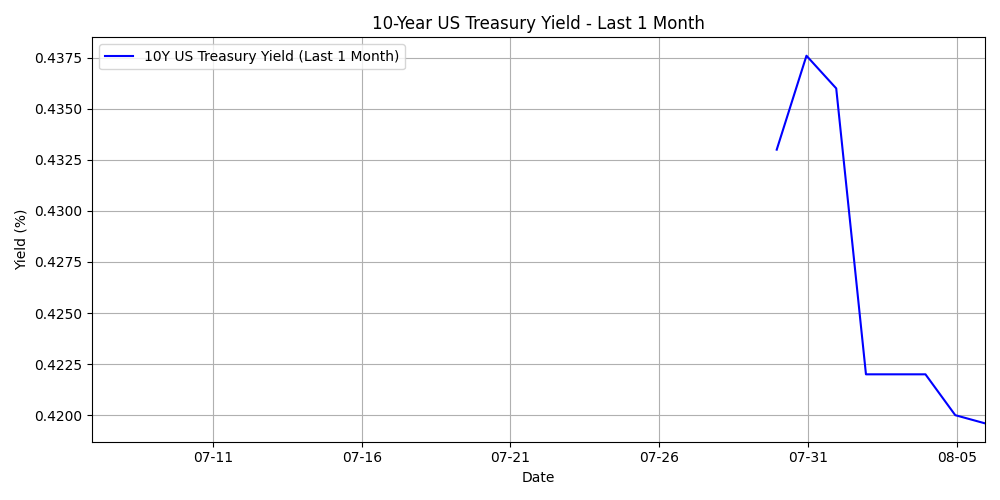 10-Year US Treasury Yield - Last 1 Month
10Y US Treasury Yield (Last 1 Month)
0.4375
0.4350
0.4325
0.4300
0.4275
0.4250
0.4225
0.4200
Yield (%)
07-11 07-16 07-21 07-26 07-31 08-05
Date